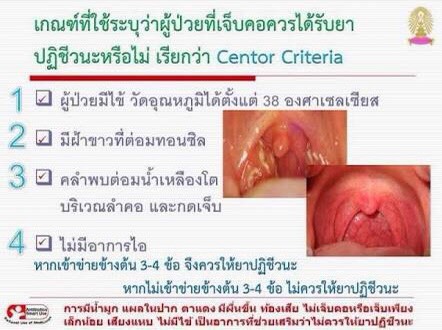 เกณฑ์ที่ใช้ระบุว่าผู้ป่วยที่เจ็บคอควรได้รับยา
ปฏิชีวนะหรือไม่ เรียกว่า Centor Criteria
1 ผู้ป่วยมีไข้ วัดอุณหภูมิได้ตั้งแต่ 38 องศาเซลเซียส
2 มีฝ้าขาวที่ต่อมทอนซิล
3 คลำพบต่อมน้ำเหลืองโต
บริเวณลำคอ และกดเจ็บ
4 ไม่มีอาการไอ
หากเข้าข่ายข้างต้น 3-4 ข้อ จึงควรให้ยาปฏิชีวนะ
หากไม่เข้าข่ายข้างต้น 3-4 ข้อ ไม่ควรให้ยาปฏิชีวนะ
การมีน้ำมูก แผลในปาก ตาแดง มีผื่นขึ้น ท้องเสีย ไม่เจ็บคอหรือเจ็บเพียง
เล็กน้อย เสียงแหบ ไม่มีไข้ เป็นอาการที่ช่วยเสริมว่าไม่ควรให้ยาปฏิชีวนะ